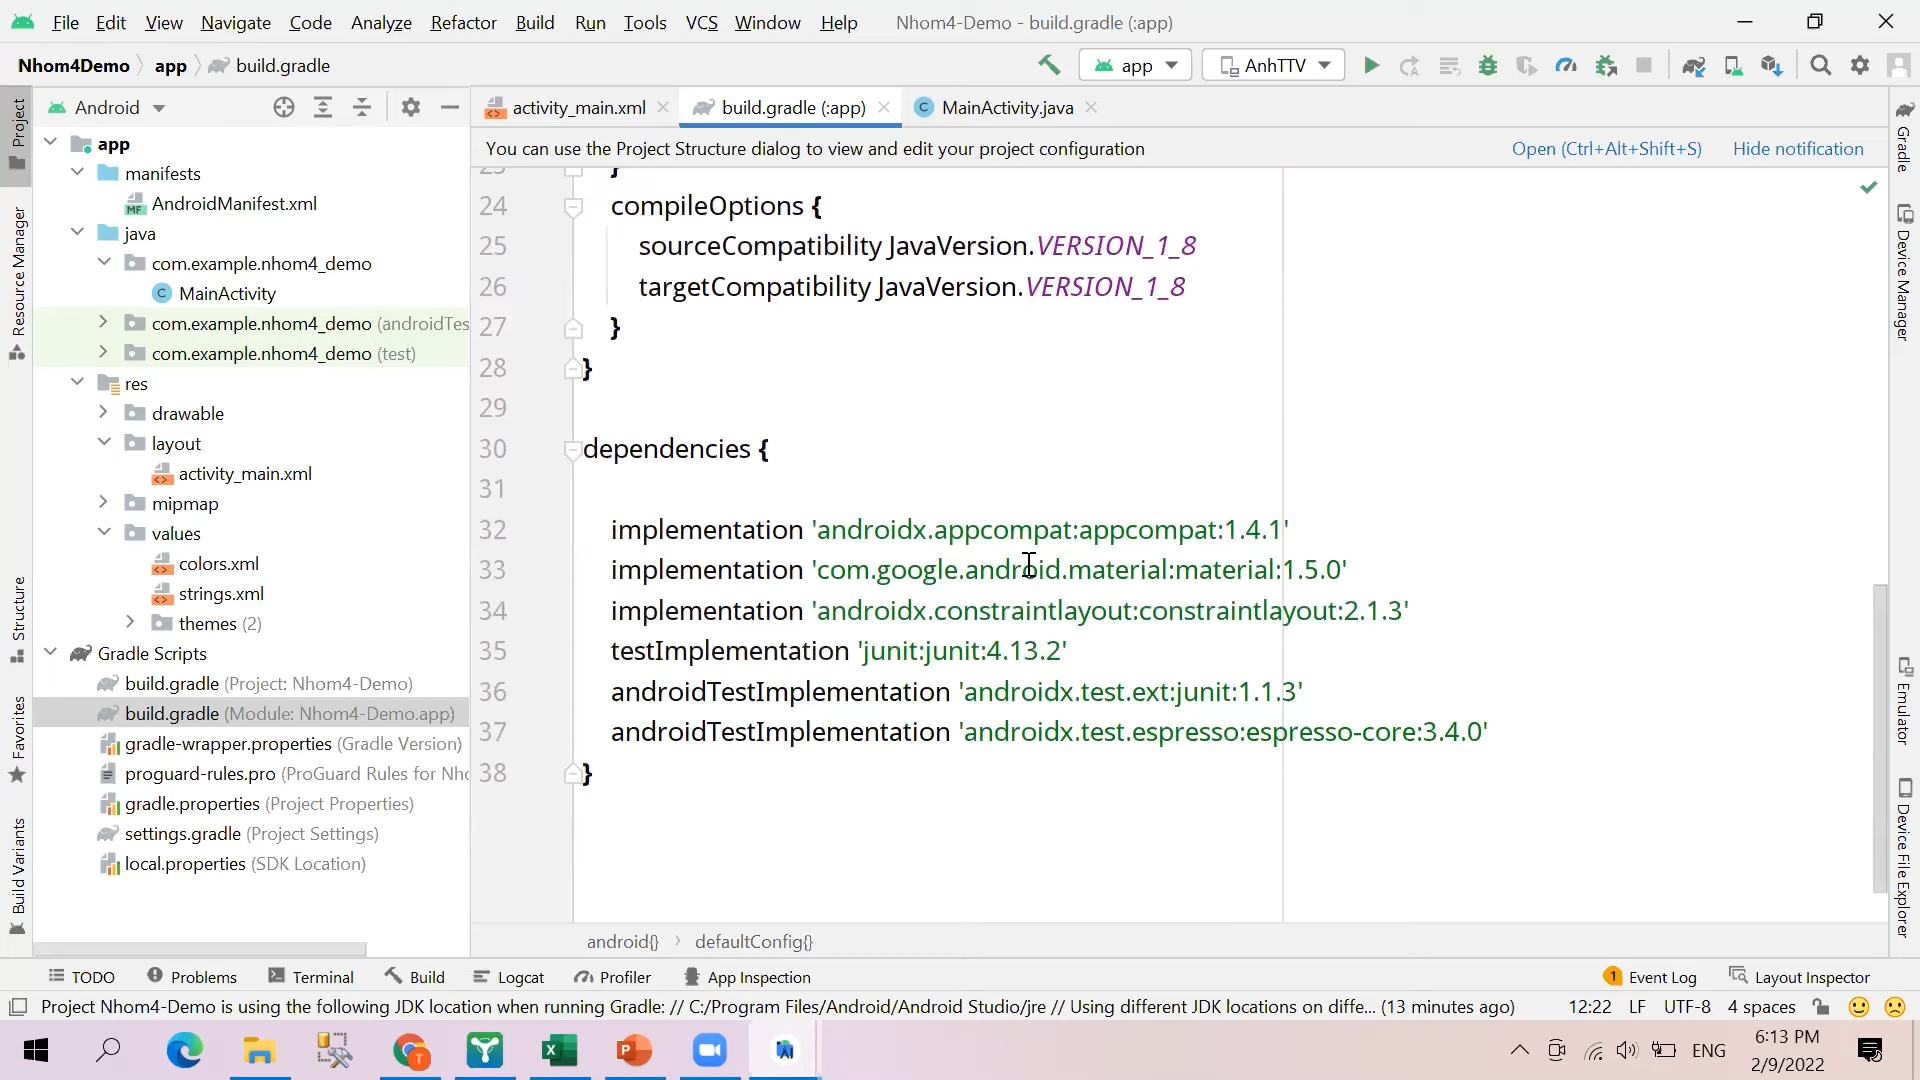 File Edit View Navigate Code Analyze Refactor Build Run Tools VCS Window Help Nhom4-Demo - build.gradle (:app)
Nhom4Demo app build.gradle
app AnhTTV
Android
activity_main.xml build.gradle (:app) MainActivity.java
You can use the Project Structure dialog to view and edit your project configuration Open (Ctrl+Alt+Shift+S) Hide notification
Project
Resource Manager
Structure
Favorites
Build Variants
app
manifests
AndroidManifest.xml
java
com.example.nhom4_demo
MainActivity
com.example.nhom4_demo (androidTes
com.example.nhom4_demo (test)
res
drawable
layout
activity_main.xml
mipmap
values
colors.xml
strings.xml
themes (2)
Gradle Scripts
build.gradle (Project: Nhom4-Demo)
build.gradle (Module: Nhom4-Demo.app)
gradle-wrapper.properties (Gradle Version)
proguard-rules.pro (ProGuard Rules for Nho
gradle.properties (Project Properties)
settings.gradle (Project Settings)
local.properties (SDK Location)
24 compileOptions {
25 sourceCompatibility JavaVersion.VERSION_1_8
26 targetCompatibility JavaVersion.VERSION_1_8
27 }
28 }
29
30 dependencies {
31
32 implementation 'androidx.appcompat:appcompat:1.4.1'
33 implementation 'com.google.android.material:material:1.5.0'
34 implementation 'androidx.constraintlayout:constraintlayout:2.1.3'
35 testImplementation 'junit:junit:4.13.2'
36 androidTestImplementation 'androidx.test.ext:junit:1.1.3'
37 androidTestImplementation 'androidx.test.espresso:espresso-core:3.4.0'
38 }
android{} › defaultConfig{}
Gradle
Device Manager
Emulator
Device File Explorer
TODO Problems Terminal Build Logcat Profiler App Inspection 1 Event Log Layout Inspector
Project Nhom4-Demo is using the following JDK location when running Gradle: // C:/Program Files/Android/Android Studio/jre // Using different JDK locations on diffe... (13 minutes ago) 12:22 LF UTF-8 4 spaces
ENG
6:13 PM
2/9/2022